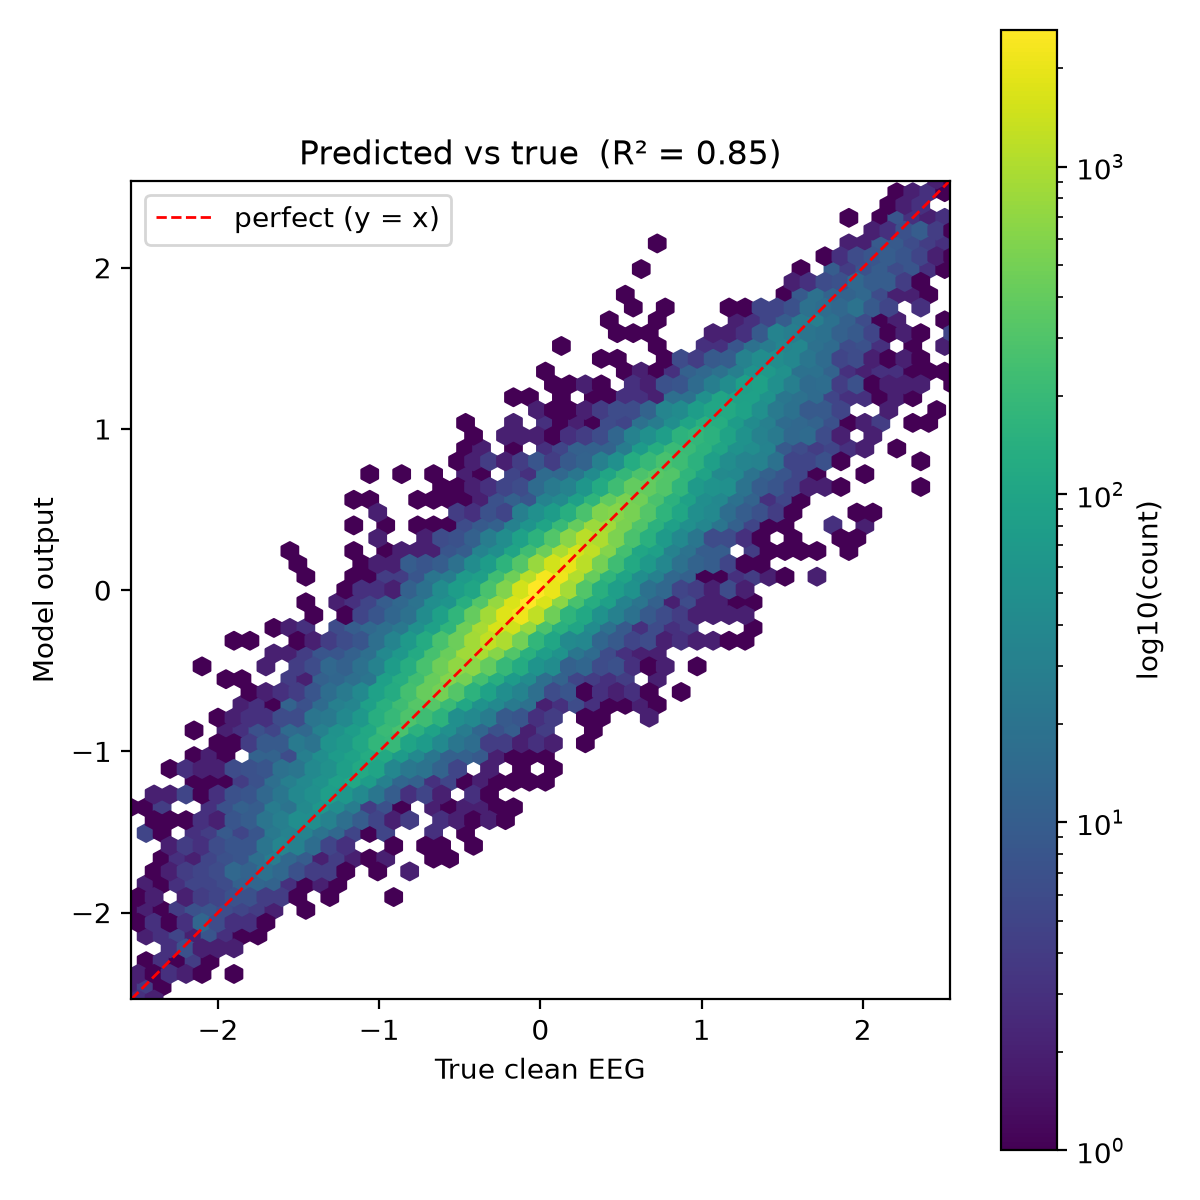 Predicted vs true  (R² = 0.85)
perfect (y = x)
2
1
0
−1
−2
Model output
−2
−1
0
1
2
True clean EEG
10³
10²
10¹
10⁰
log10(count)